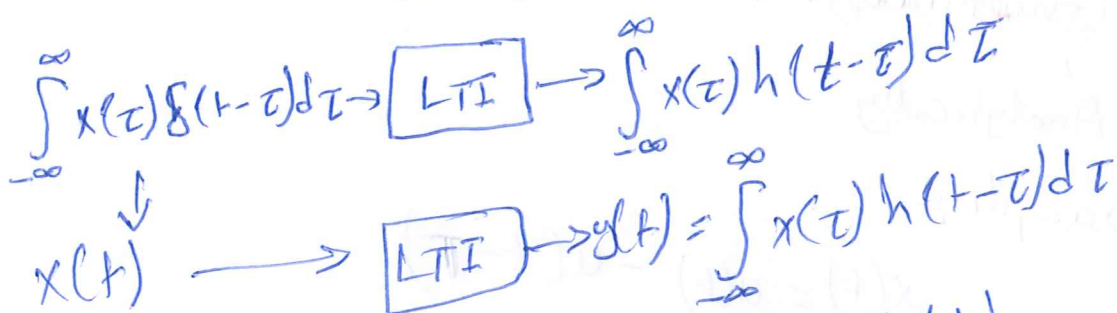 ∫_{-∞}^{∞} x(τ) δ(t-τ) dτ → LTI → ∫_{-∞}^{∞} x(τ) h(t-τ) dτ
x(t) → LTI → y(t) = ∫_{-∞}^{∞} x(τ) h(t-τ) dτ